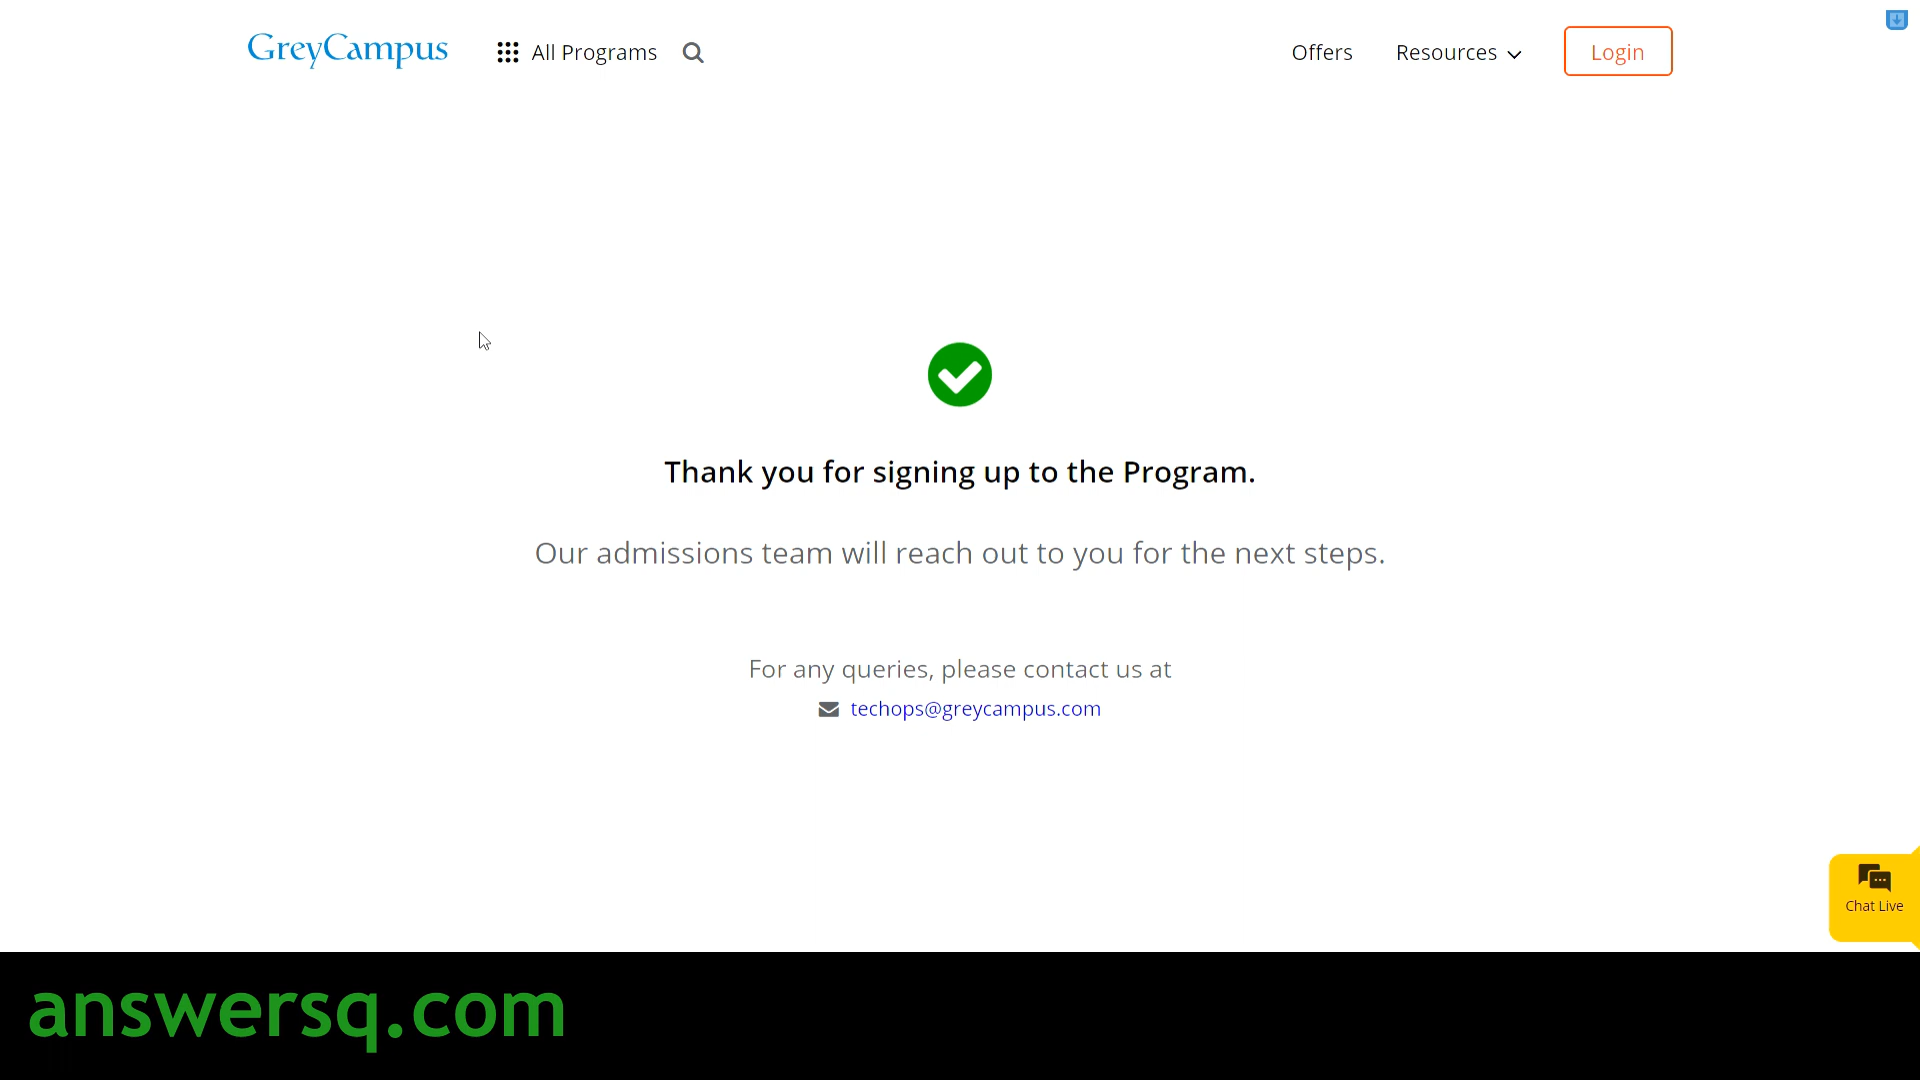 GreyCampus
All Programs
Offers
Resources
Login
Thank you for signing up to the Program.
Our admissions team will reach out to you for the next steps.
For any queries, please contact us at
techops@greycampus.com
Chat Live
answersq.com